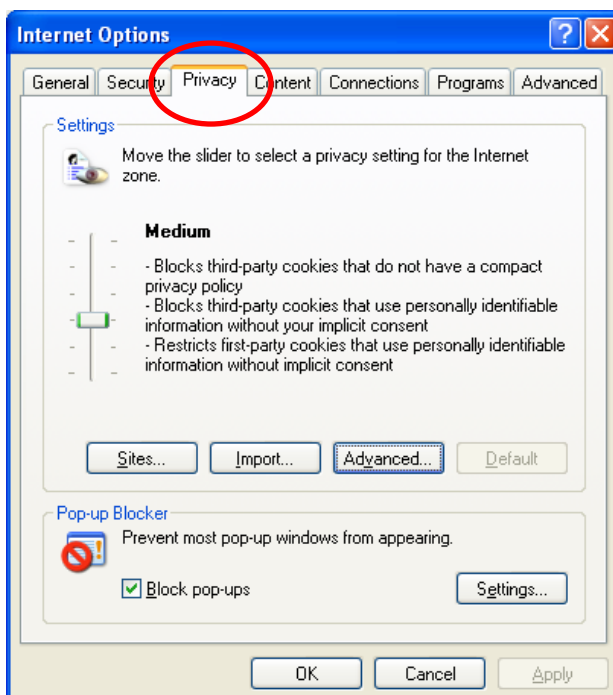 Internet Options
General Security Privacy Content Connections Programs Advanced
Settings
Move the slider to select a privacy setting for the Internet
zone.
Medium
- Blocks third-party cookies that do not have a compact
privacy policy
- Blocks third-party cookies that use personally identifiable
information without your implicit consent
- Restricts first-party cookies that use personally identifiable
information without implicit consent
Sites... Import... Advanced... Default
Pop-up Blocker
Prevent most pop-up windows from appearing.
Block pop-ups Settings...
OK Cancel Apply